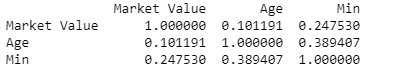 Market Value Age Min
Market Value 1.000000 0.101191 0.247530
Age 0.101191 1.000000 0.389407
Min 0.247530 0.389407 1.000000